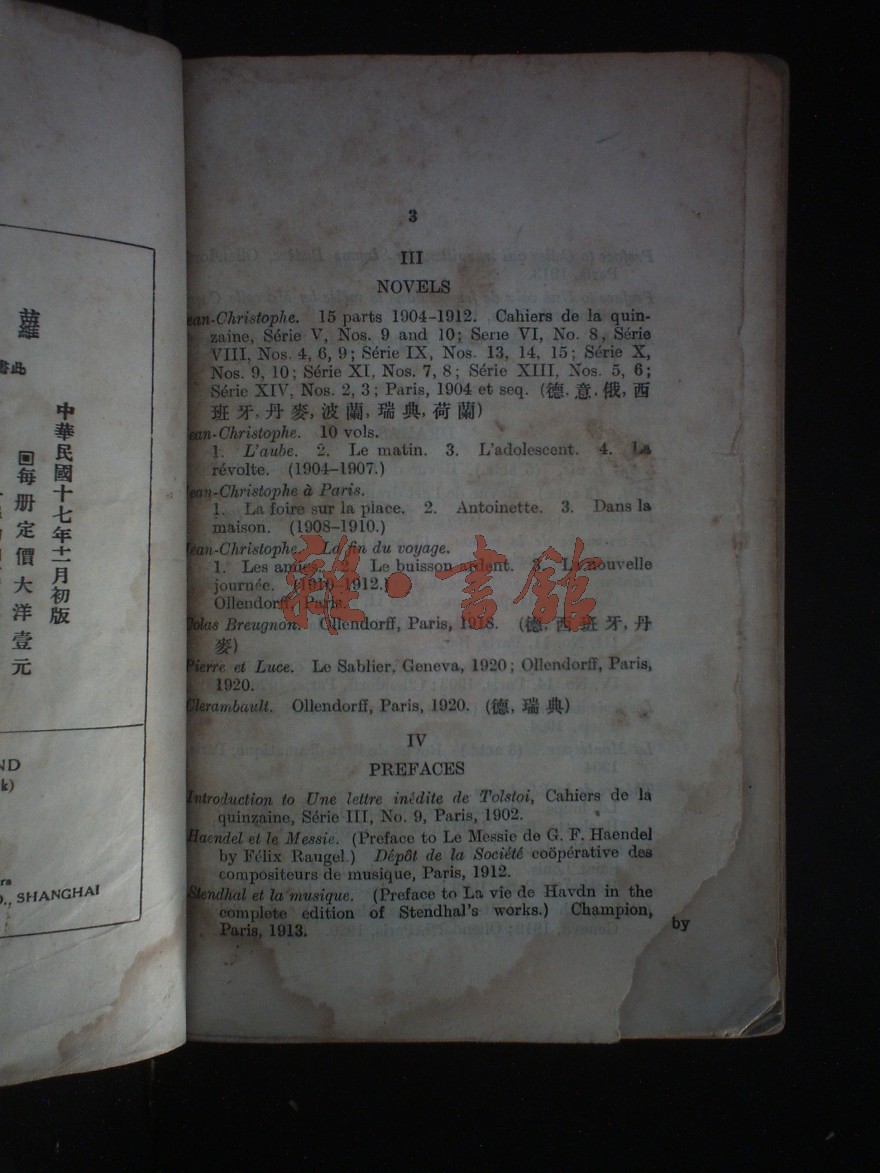 蘿
中華民國十七年十一月初版
每册定價大洋壹元
ND
k)
O., SHANGHAI
3
III
NOVELS
ean-Christophe. 15 parts 1904-1912. Cahiers de la quin-
zaine, Série V, Nos. 9 and 10; Serie VI, No. 8, Série
VIII, Nos. 4, 6, 9; Série IX, Nos. 13, 14, 15; Série X,
Nos. 9, 10; Série XI, Nos. 7, 8; Série XIII, Nos. 5, 6;
Série XIV, Nos. 2, 3; Paris, 1904 et seq. (德, 意, 俄, 西
班牙, 丹麥, 波蘭, 瑞典, 荷蘭)
ean-Christophe. 10 vols.
1. L'aube. 2. Le matin. 3. L'adolescent. 4. La
révolte. (1904-1907.)
Jean-Christophe à Paris.
1. La foire sur la place. 2. Antoinette. 3. Dans la
maison. (1908-1910.)
Jean-Christophe. La fin du voyage.
1. Les amies. 2. Le buisson ardent. 3. La nouvelle
journée. (1910-1912.)
Ollendorff, Paris.
Colas Breugnon. Ollendorff, Paris, 1918. (德, 西班牙, 丹
麥)
Pierre et Luce. Le Sablier, Geneva, 1920; Ollendorff, Paris,
1920.
Clerambault. Ollendorff, Paris, 1920. (德, 瑞典)
IV
PREFACES
Introduction to Une lettre inédite de Tolstoi, Cahiers de la
quinzaine, Série III, No. 9, Paris, 1902.
Haendel et le Messie. (Preface to Le Messie de G. F. Haendel
by Félix Raugel.) Dépôt de la Société coöpérative des
compositeurs de musique, Paris, 1912.
Stendhal et la musique. (Preface to La vie de Haydn in the
complete edition of Stendhal's works.) Champion,
Paris, 1913.
by
雜·書館